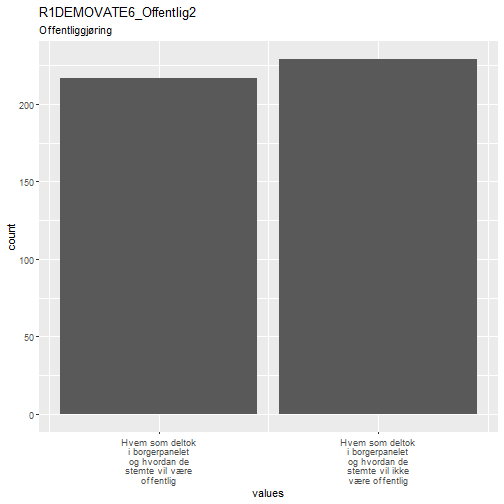 R1DEMOVATE6_Offentlig2
Offentliggjøring
count
200
150
100
50
0
Hvem som deltok
i borgerpanelet
og hvordan de
stemte vil være
offentlig
Hvem som deltok
i borgerpanelet
og hvordan de
stemte vil ikke
være offentlig
values